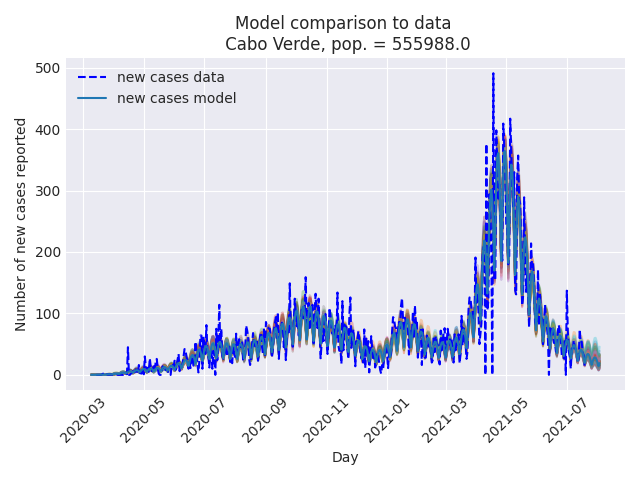 Model comparison to data
Cabo Verde, pop. = 555988.0
new cases data
new cases model
Number of new cases reported
500
400
300
200
100
0
2020-03
2020-05
2020-07
2020-09
2020-11
2021-01
2021-03
2021-05
2021-07
Day